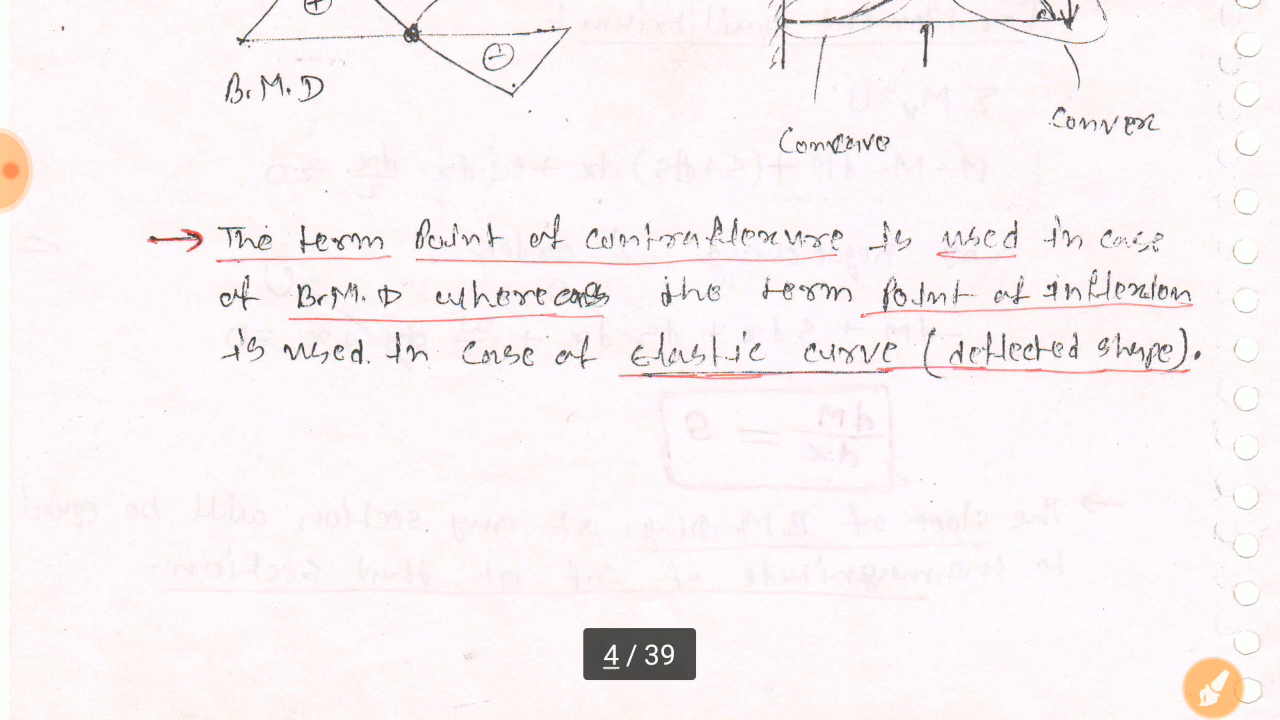 B.M.D
Concave
Convex
→ The term Point of contraflexure is used in case
of B.M.D whereas the term Point of inflexion
is used in case of Elastic curve (deflected shape).
4 / 39